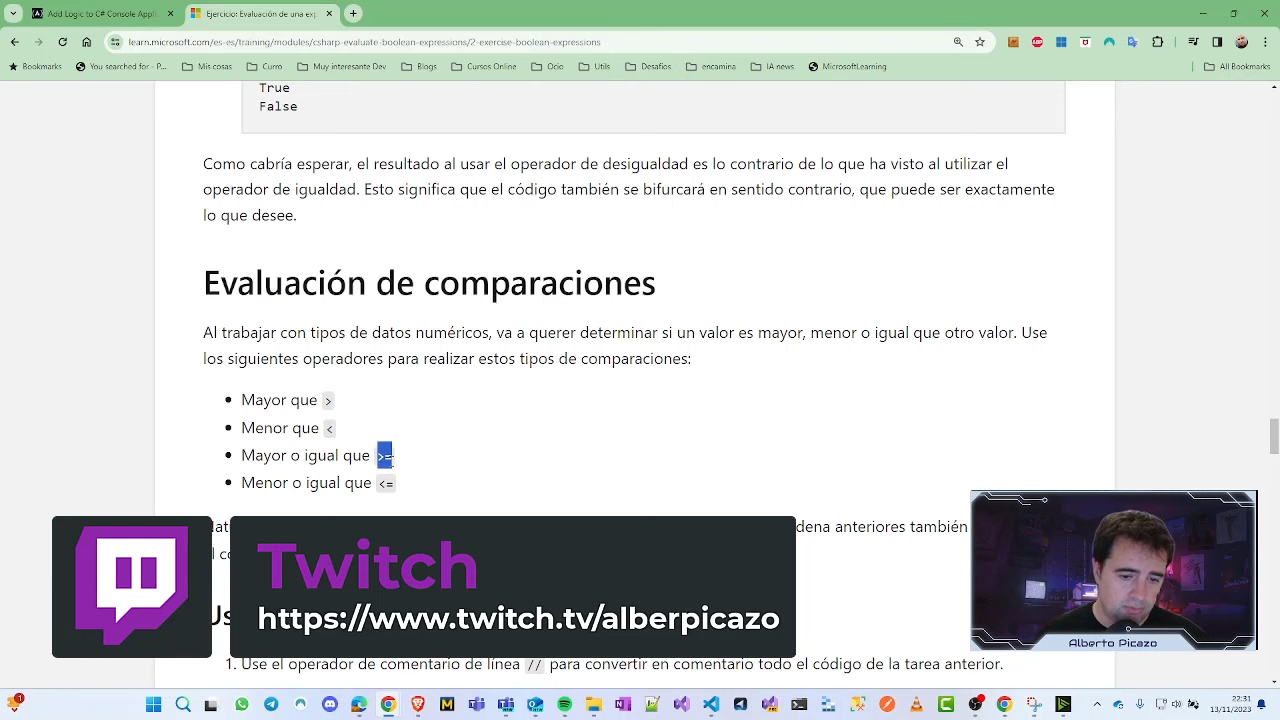 Add Logic to C# Console Appli
Ejercicio Evaluación de una exp
learn.microsoft.com/es-es/training/modules/csharp-evaluate-boolean-expressions/2-exercise-boolean-expressions
Bookmarks
You searched for - P...
Mis cosas
Curro
Muy interesante Dev
Blogs
Cursos Online
Ocio
Utils
Desafios
encamina
IA news
MicrosoftLearning
All Bookmarks
True
False
Como cabría esperar, el resultado al usar el operador de desigualdad es lo contrario de lo que ha visto al utilizar el
operador de igualdad. Esto significa que el código también se bifurcará en sentido contrario, que puede ser exactamente
lo que desee.
Evaluación de comparaciones
Al trabajar con tipos de datos numéricos, va a querer determinar si un valor es mayor, menor o igual que otro valor. Use
los siguientes operadores para realizar estos tipos de comparaciones:
Mayor que >
Menor que <
Mayor o igual que >=
Menor o igual que <=
anteriores también
Twitch
https://www.twitch.tv/alberpicazo
Alberto Picazo
1. Use el operador de comentario de línea // para convertir en comentario todo el código de la tarea anterior.
22:31
13/11/2023